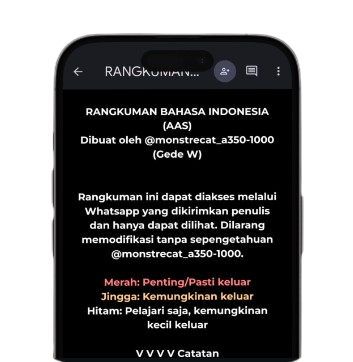 RANGKUMAN...
RANGKUMAN BAHASA INDONESIA
(AAS)
Dibuat oleh @monstrecat_a350-1000
(Gede W)
Rangkuman ini dapat diakses melalui
Whatsapp yang dikirimkan penulis
dan hanya dapat dilihat. Dilarang
memodifikasi tanpa sepengetahuan
@monstrecat_a350-1000.
Merah: Penting/Pasti keluar
Jingga: Kemungkinan keluar
Hitam: Pelajari saja, kemungkinan
kecil keluar
V V V V Catatan